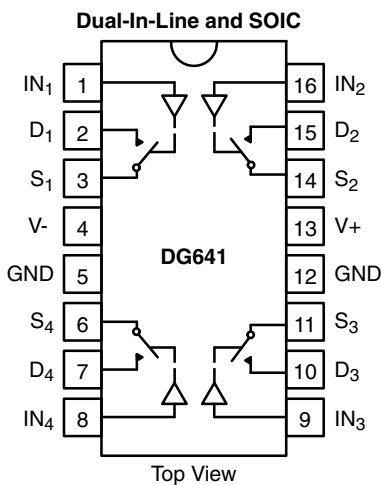 Dual-In-Line and SOIC
IN1 1 16 IN2
D1 2 15 D2
S1 3 14 S2
V- 4 13 V+
DG641
GND 5 12 GND
S4 6 11 S3
D4 7 10 D3
IN4 8 9 IN3
Top View